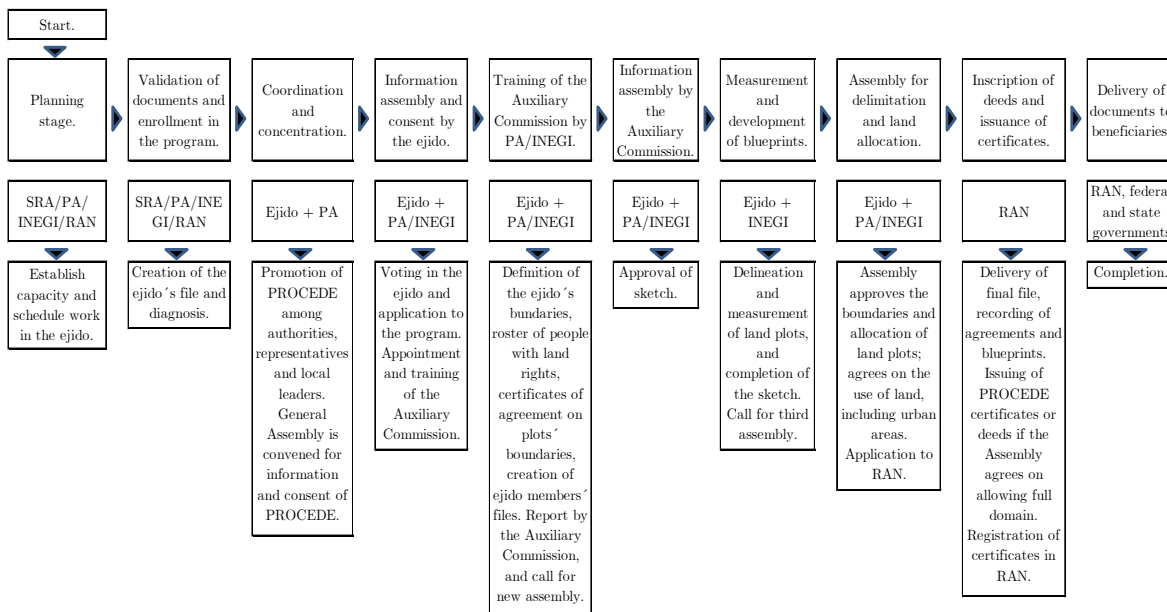 Start.
Planning
stage.
Validation of
documents and
enrollment in
the program.
Coordination
and
concentration.
Information
assembly and
consent by
the ejido.
Training of the
Auxiliary
Commission by
PA/INEGI.
Information
assembly by
the
Auxiliary
Commission.
Measurement
and
development
of blueprints.
Assembly for
delimitation
and land
allocation.
Inscription of
deeds and
issuance of
certificates.
Delivery of
documents to
beneficiaries
SRA/PA/
INEGI/RAN
SRA/PA/INE
GI/RAN
Ejido + PA
Ejido +
PA/INEGI
Ejido +
PA/INEGI
Ejido +
PA/INEGI
Ejido +
INEGI
Ejido +
PA/INEGI
RAN
RAN, federal
and state
governments
Establish
capacity and
schedule work
in the ejido.
Creation of the
ejido´s file and
diagnosis.
Promotion of
PROCEDE
among
authorities,
representatives
and local
leaders.
General
Assembly is
convened for
information
and consent of
PROCEDE.
Voting in the
ejido and
application to
the program.
Appointment
and training
of the
Auxiliary
Commission.
Definition of
the ejido´s
bundaries,
roster of people
with land
rights,
certificates of
agreement on
plots´
boundaries,
creation of
ejido members´
files. Report by
the Auxiliary
Commission,
and call for
new assembly.
Approval of
sketch.
Delineation
and
measurement
of land plots,
and
completion of
the sketch.
Call for third
assembly.
Assembly
approves the
boundaries and
allocation of
land plots;
agrees on the
use of land,
including urban
areas.
Application to
RAN.
Delivery of
final file,
recording of
agreements and
blueprints.
Issuing of
PROCEDE
certificates or
deeds if the
Assembly
agrees on
allowing full
domain.
Registration of
certificates in
RAN.
Completion.